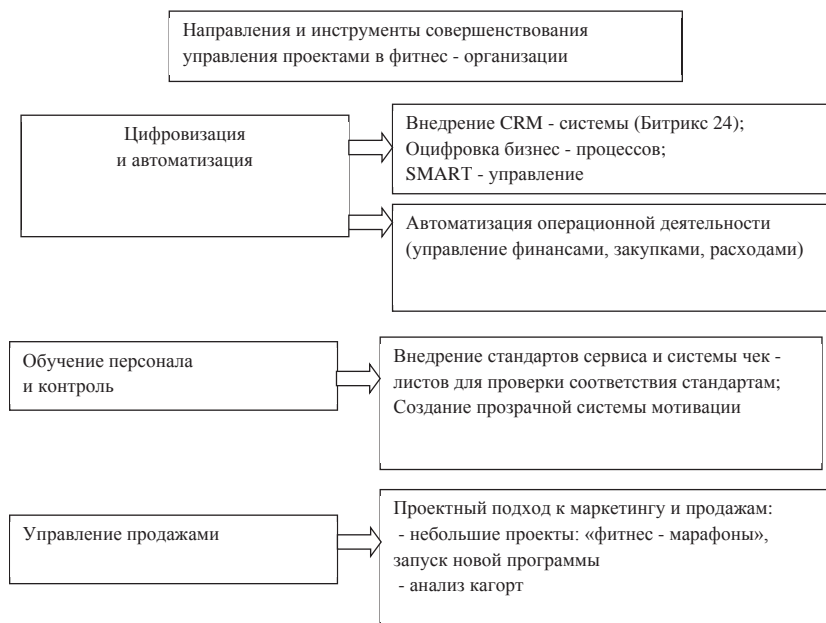 Направления и инструменты совершенствования
управления проектами в фитнес - организации
Цифровизация
и автоматизация
Внедрение CRM - системы (Битрикс 24);
Оцифровка бизнес - процессов;
SMART - управление
Автоматизация операционной деятельности
(управление финансами, закупками, расходами)
Обучение персонала
и контроль
Внедрение стандартов сервиса и системы чек -
листов для проверки соответствия стандартам;
Создание прозрачной системы мотивации
Управление продажами
Проектный подход к маркетингу и продажам:
- небольшие проекты: «фитнес - марафоны»,
запуск новой программы
- анализ кагорт